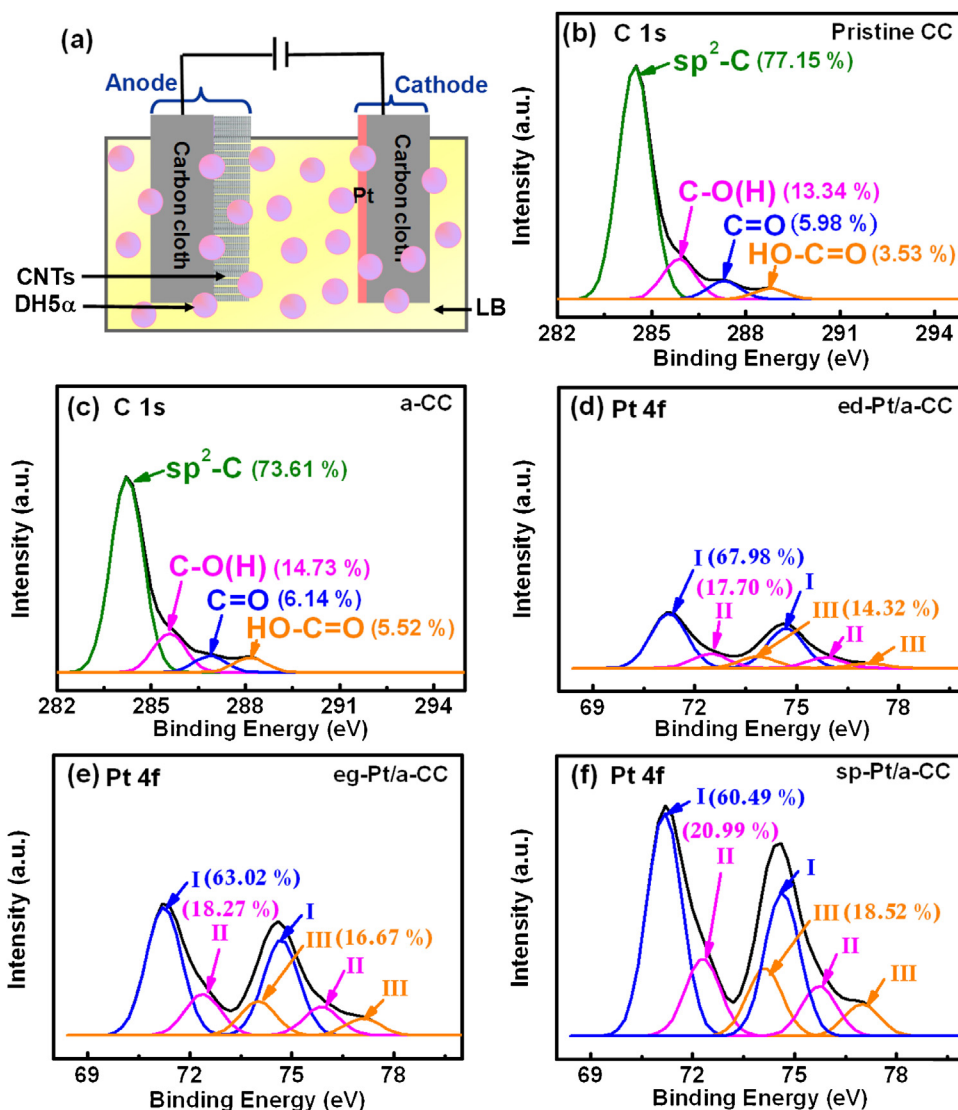 (a)
Anode
Cathode
Carbon cloth
Pt
Carbon cloth
CNTs
DH5α
LB
(b) C 1s Pristine CC
sp²-C (77.15 %)
C-O(H) (13.34 %)
C=O (5.98 %)
HO-C=O (3.53 %)
Intensity (a.u.)
282 285 288 291 294
Binding Energy (eV)
(c) C 1s a-CC
sp²-C (73.61 %)
C-O(H) (14.73 %)
C=O (6.14 %)
HO-C=O (5.52 %)
Intensity (a.u.)
282 285 288 291 294
Binding Energy (eV)
(d) Pt 4f ed-Pt/a-CC
I (67.98 %)
(17.70 %)
II
I
III (14.32 %)
II
III
Intensity (a.u.)
69 72 75 78
Binding Energy (eV)
(e) Pt 4f eg-Pt/a-CC
I (63.02 %)
(18.27 %)
II
I
III (16.67 %)
II
III
Intensity (a.u.)
69 72 75 78
Binding Energy (eV)
(f) Pt 4f sp-Pt/a-CC
I (60.49 %)
(20.99 %)
II
I
III (18.52 %)
II
III
Intensity (a.u.)
69 72 75 78
Binding Energy (eV)